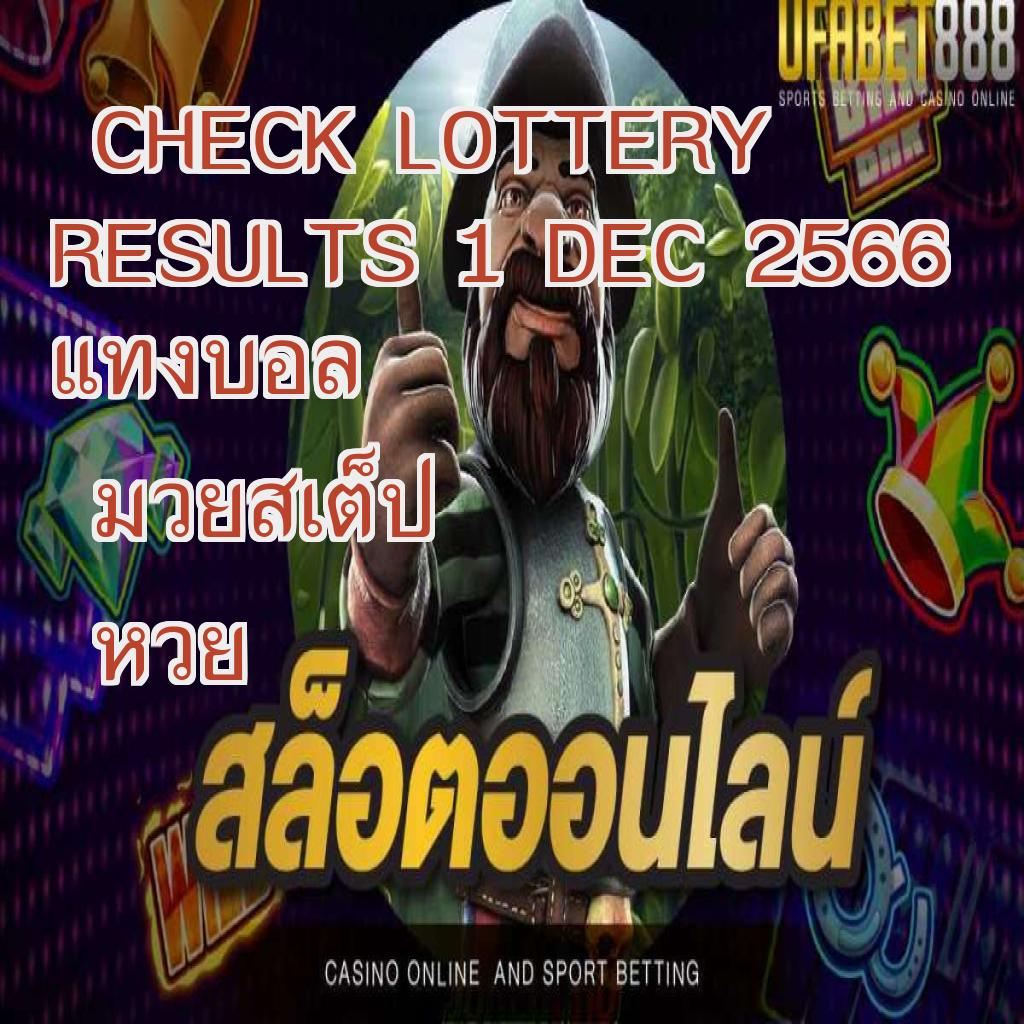 UFABET888
SPORTS BETTING AND CASINO ONLINE
CHECK LOTTERY
RESULTS 1 DEC 2566
แทงบอล
มวยสเต็ป
หวย
สล็อตออนไลน์
CASINO ONLINE AND SPORT BETTING